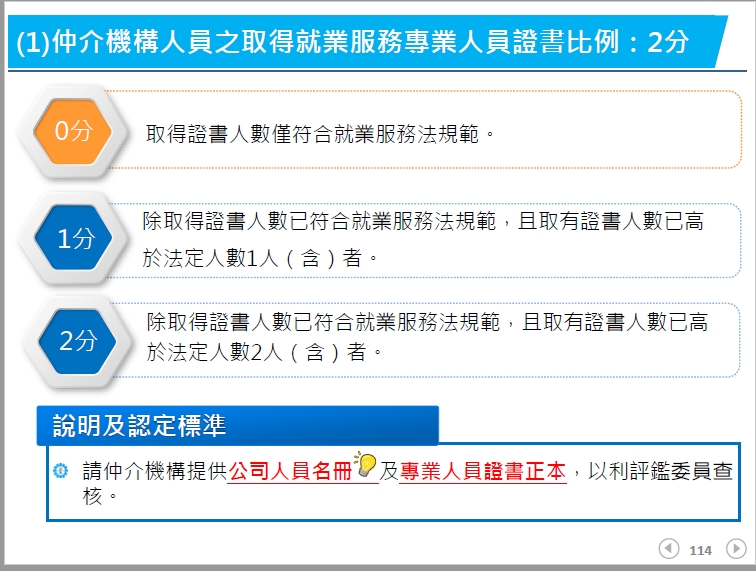 (1)仲介機構人員之取得就業服務專業人員證書比例：2分
0分
取得證書人數僅符合就業服務法規範。
1分
除取得證書人數已符合就業服務法規範，且取有證書人數已高
於法定人數1人（含）者。
2分
除取得證書人數已符合就業服務法規範，且取有證書人數已高
於法定人數2人（含）者。
說明及認定標準
請仲介機構提供公司人員名冊及專業人員證書正本，以利評鑑委員查
核。
114